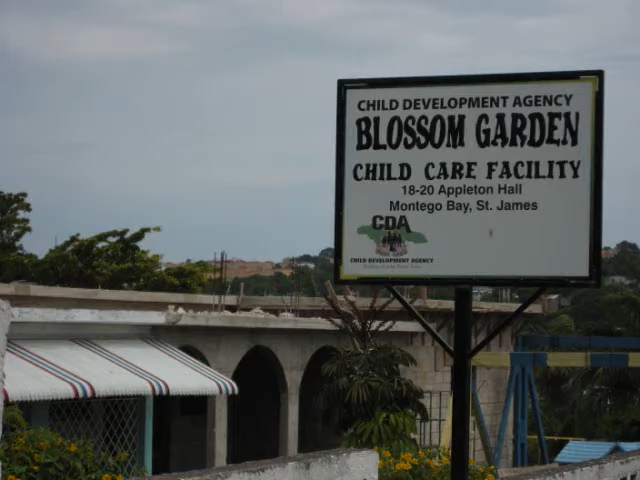 CHILD DEVELOPMENT AGENCY
BLOSSOM GARDEN
CHILD CARE FACILITY
18-20 Appleton Hall
Montego Bay, St. James
CDA
CHILD DEVELOPMENT AGENCY